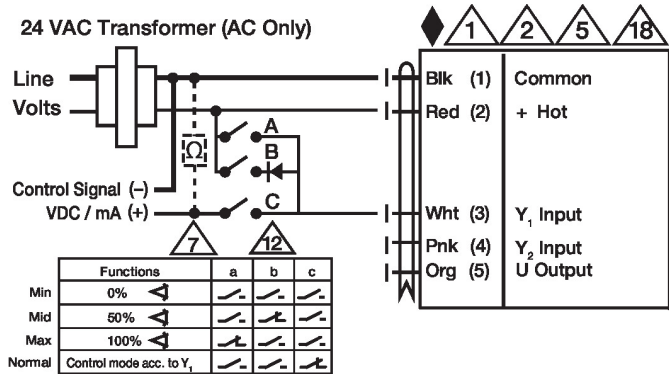 24 VAC Transformer (AC Only)
1 2 5 18
Line
Volts
Blk (1) Common
Red (2) + Hot
A
B
C
Ω
Control Signal (–)
VDC / mA (+)
Wht (3) Y1 Input
Pnk (4) Y2 Input
Org (5) U Output
7 12
Functions a b c
Min 0%
Mid 50%
Max 100%
Normal Control mode acc. to Y1